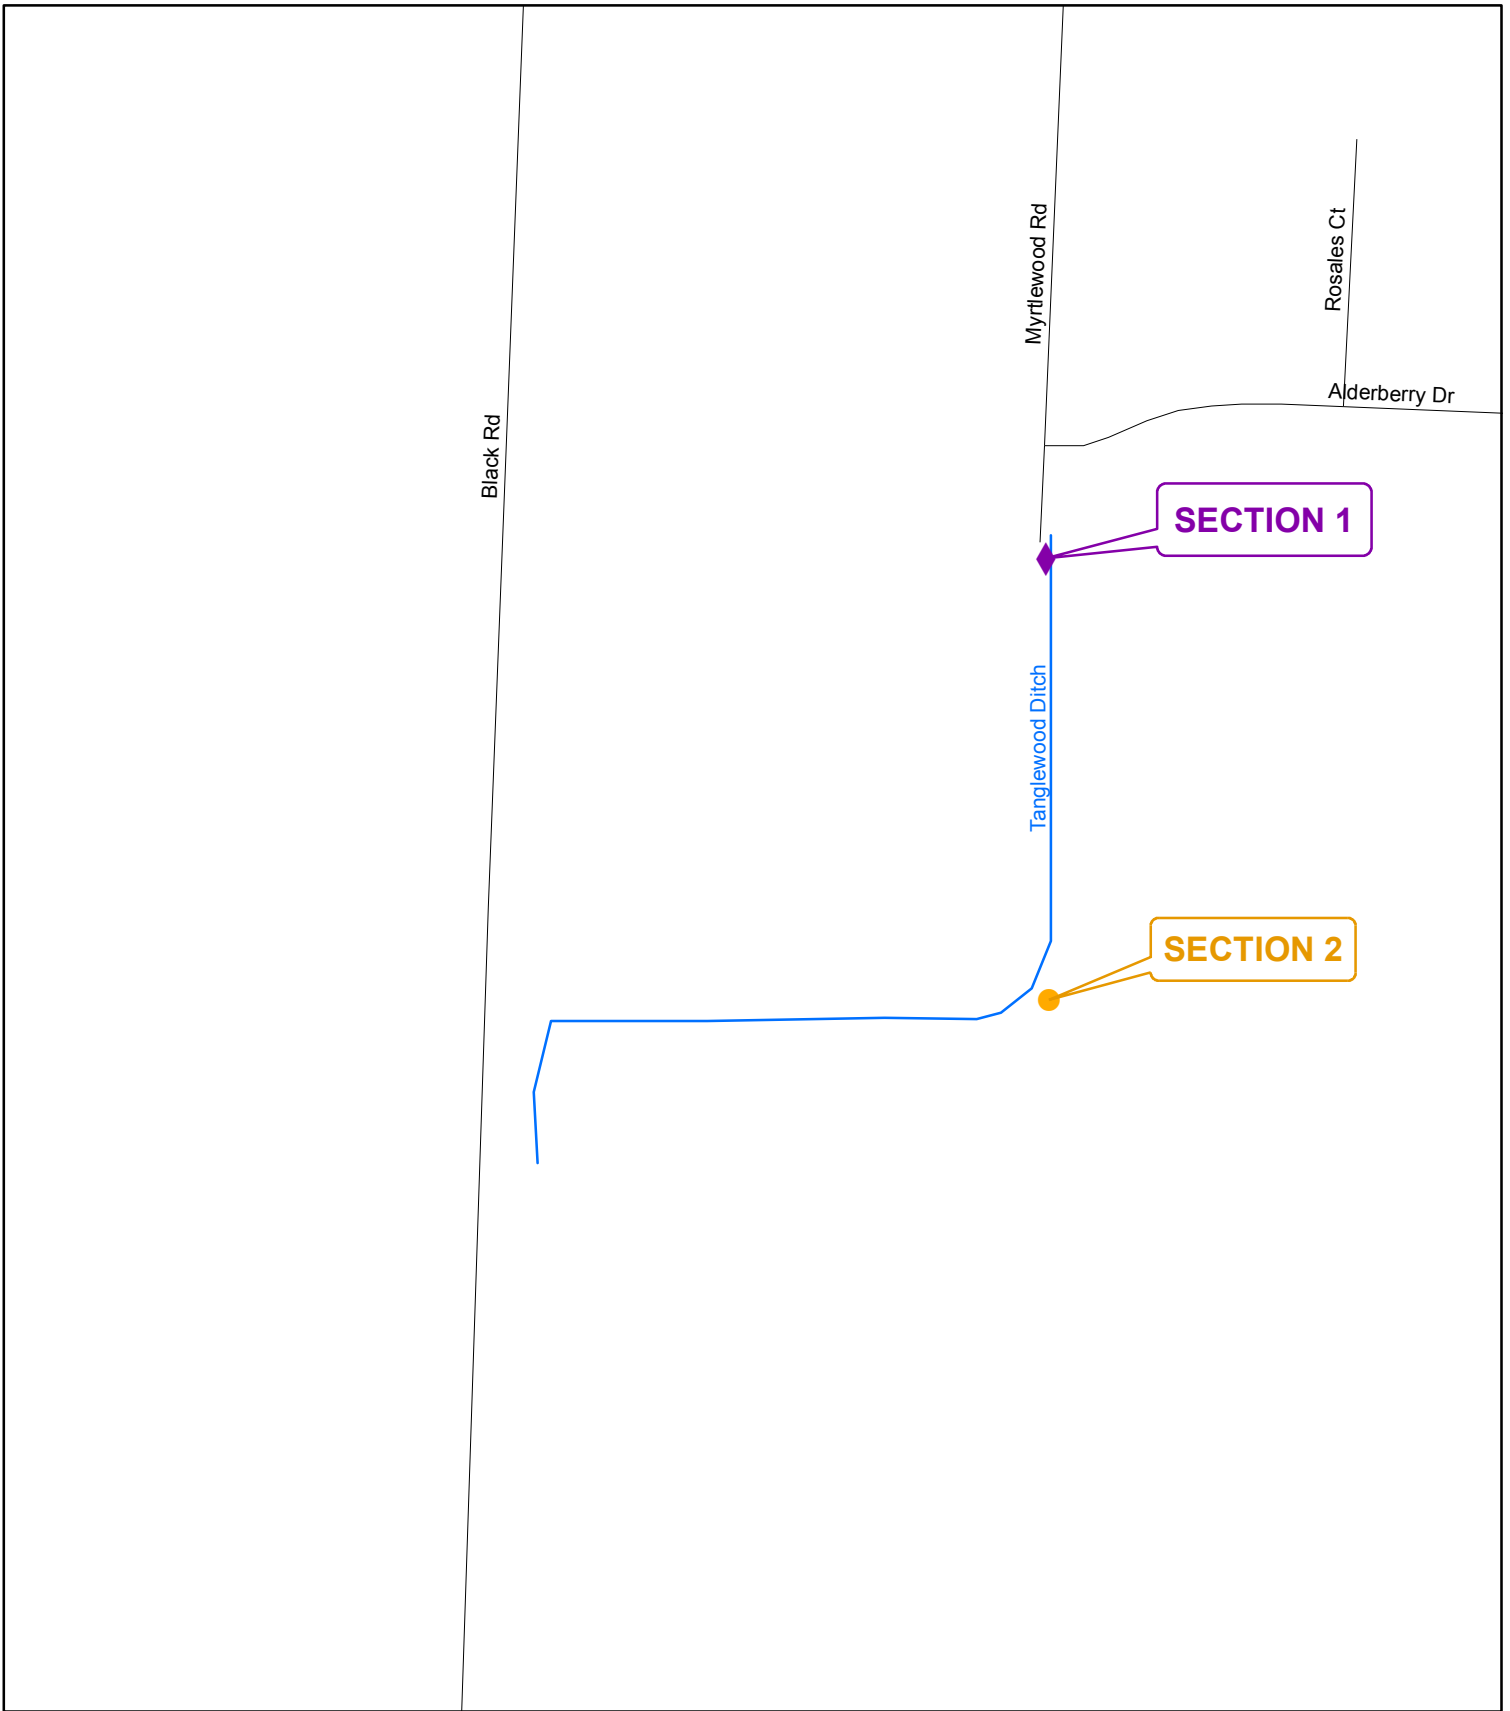 Myrtlewood Rd
Rosales Ct
Alderberry Dr
Black Rd
SECTION 1
Tanglewood Ditch
SECTION 2